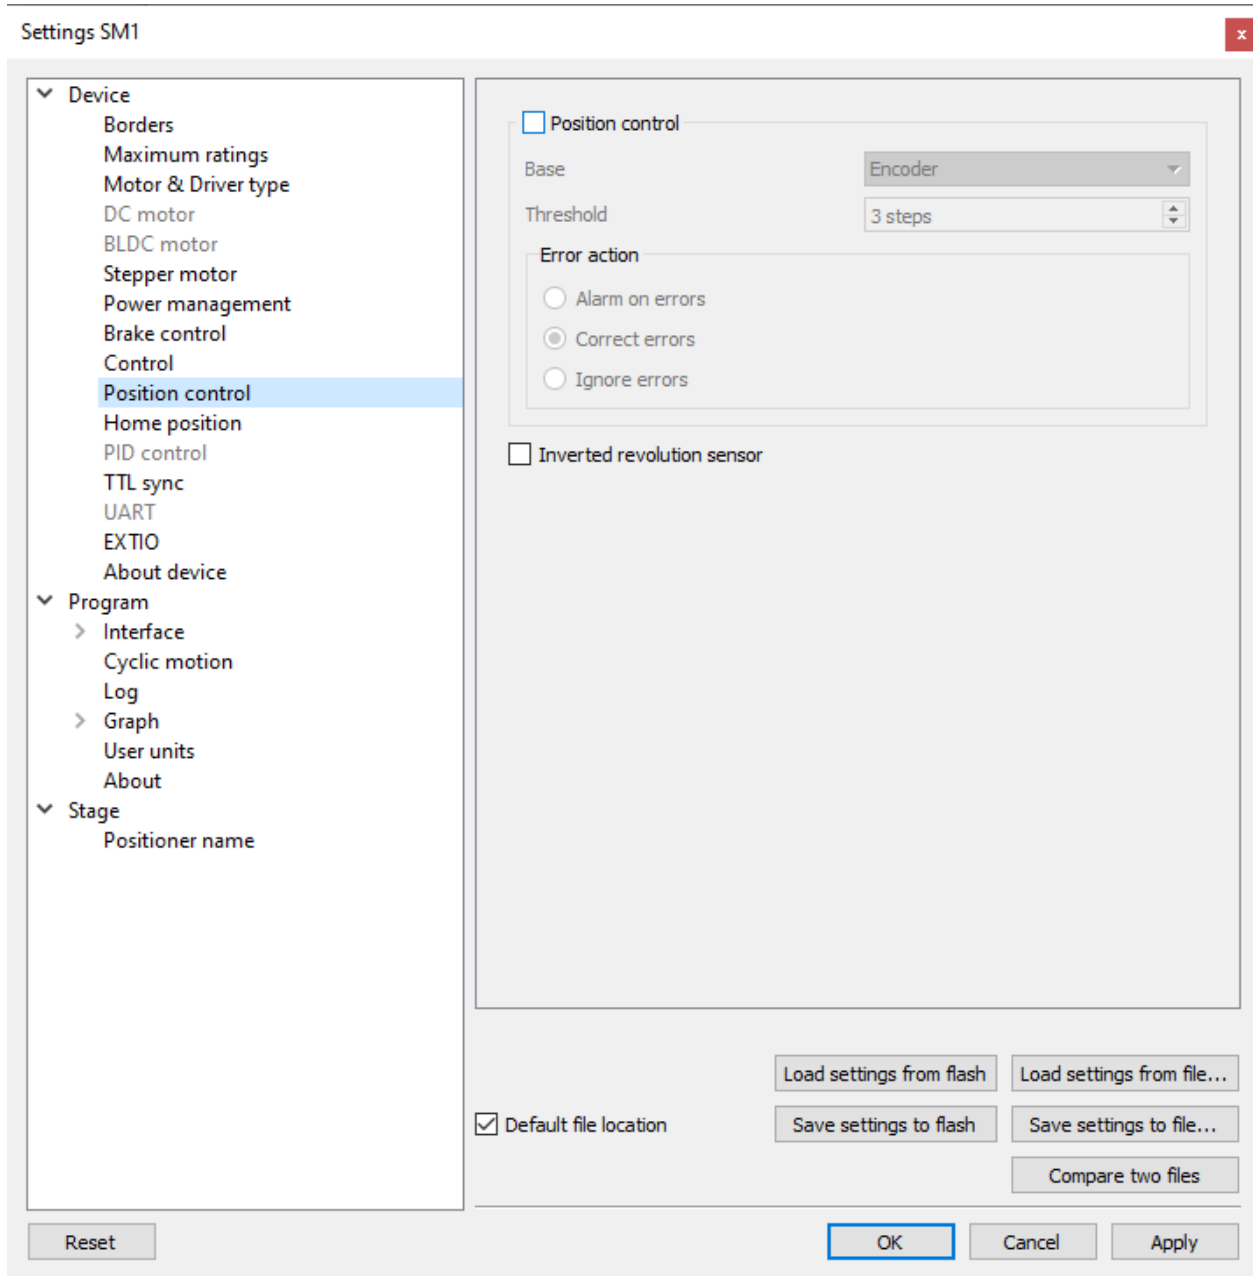 Settings SM1
x
Device
Borders
Maximum ratings
Motor & Driver type
DC motor
BLDC motor
Stepper motor
Power management
Brake control
Control
Position control
Home position
PID control
TTL sync
UART
EXTIO
About device
Program
Interface
Cyclic motion
Log
Graph
User units
About
Stage
Positioner name
Position control
Base Encoder
Threshold 3 steps
Error action
Alarm on errors
Correct errors
Ignore errors
Inverted revolution sensor
Load settings from flash Load settings from file...
Default file location Save settings to flash Save settings to file...
Compare two files
Reset OK Cancel Apply